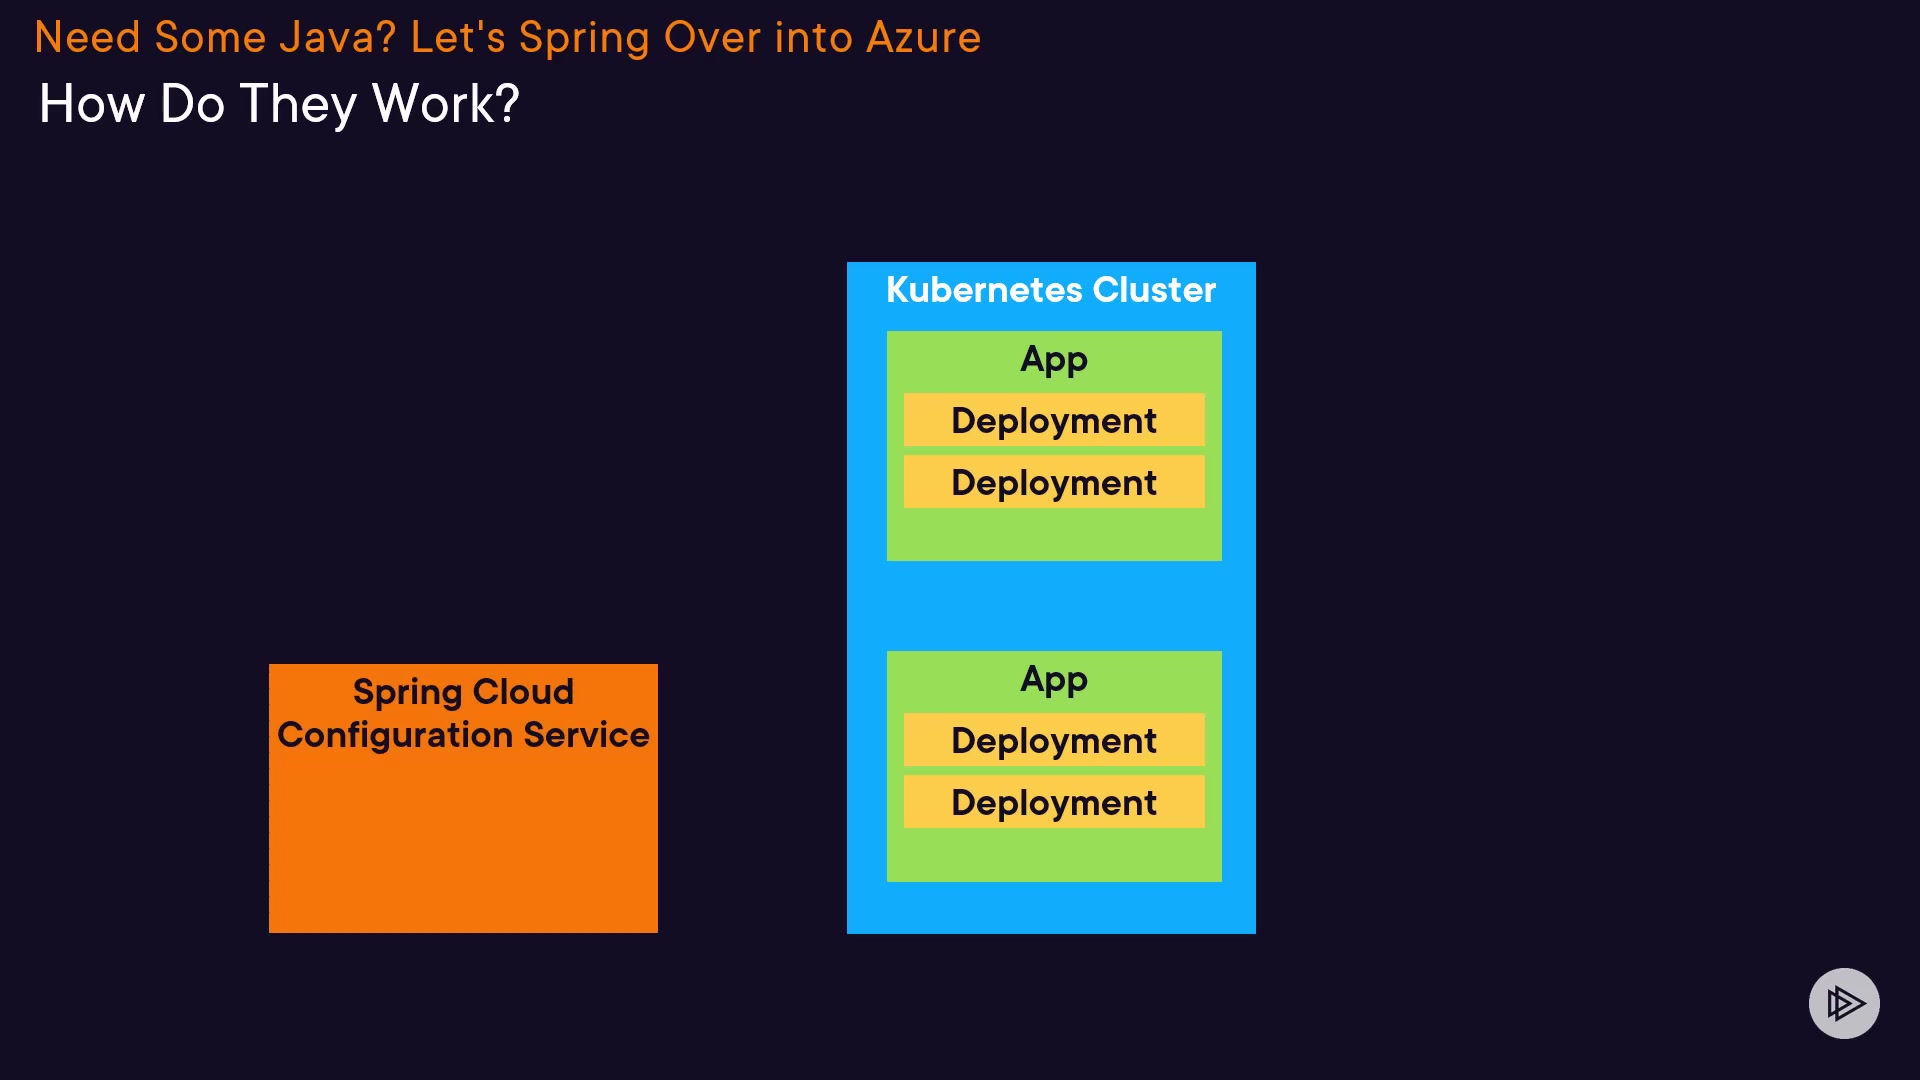 Need Some Java? Let's Spring Over into Azure
How Do They Work?
Kubernetes Cluster
App
Deployment
Deployment
App
Deployment
Deployment
Spring Cloud
Configuration Service